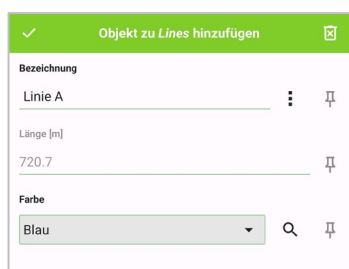 Objekt zu Lines hinzufügen
Bezeichnung
Linie A
Länge [m]
720.7
Farbe
Blau